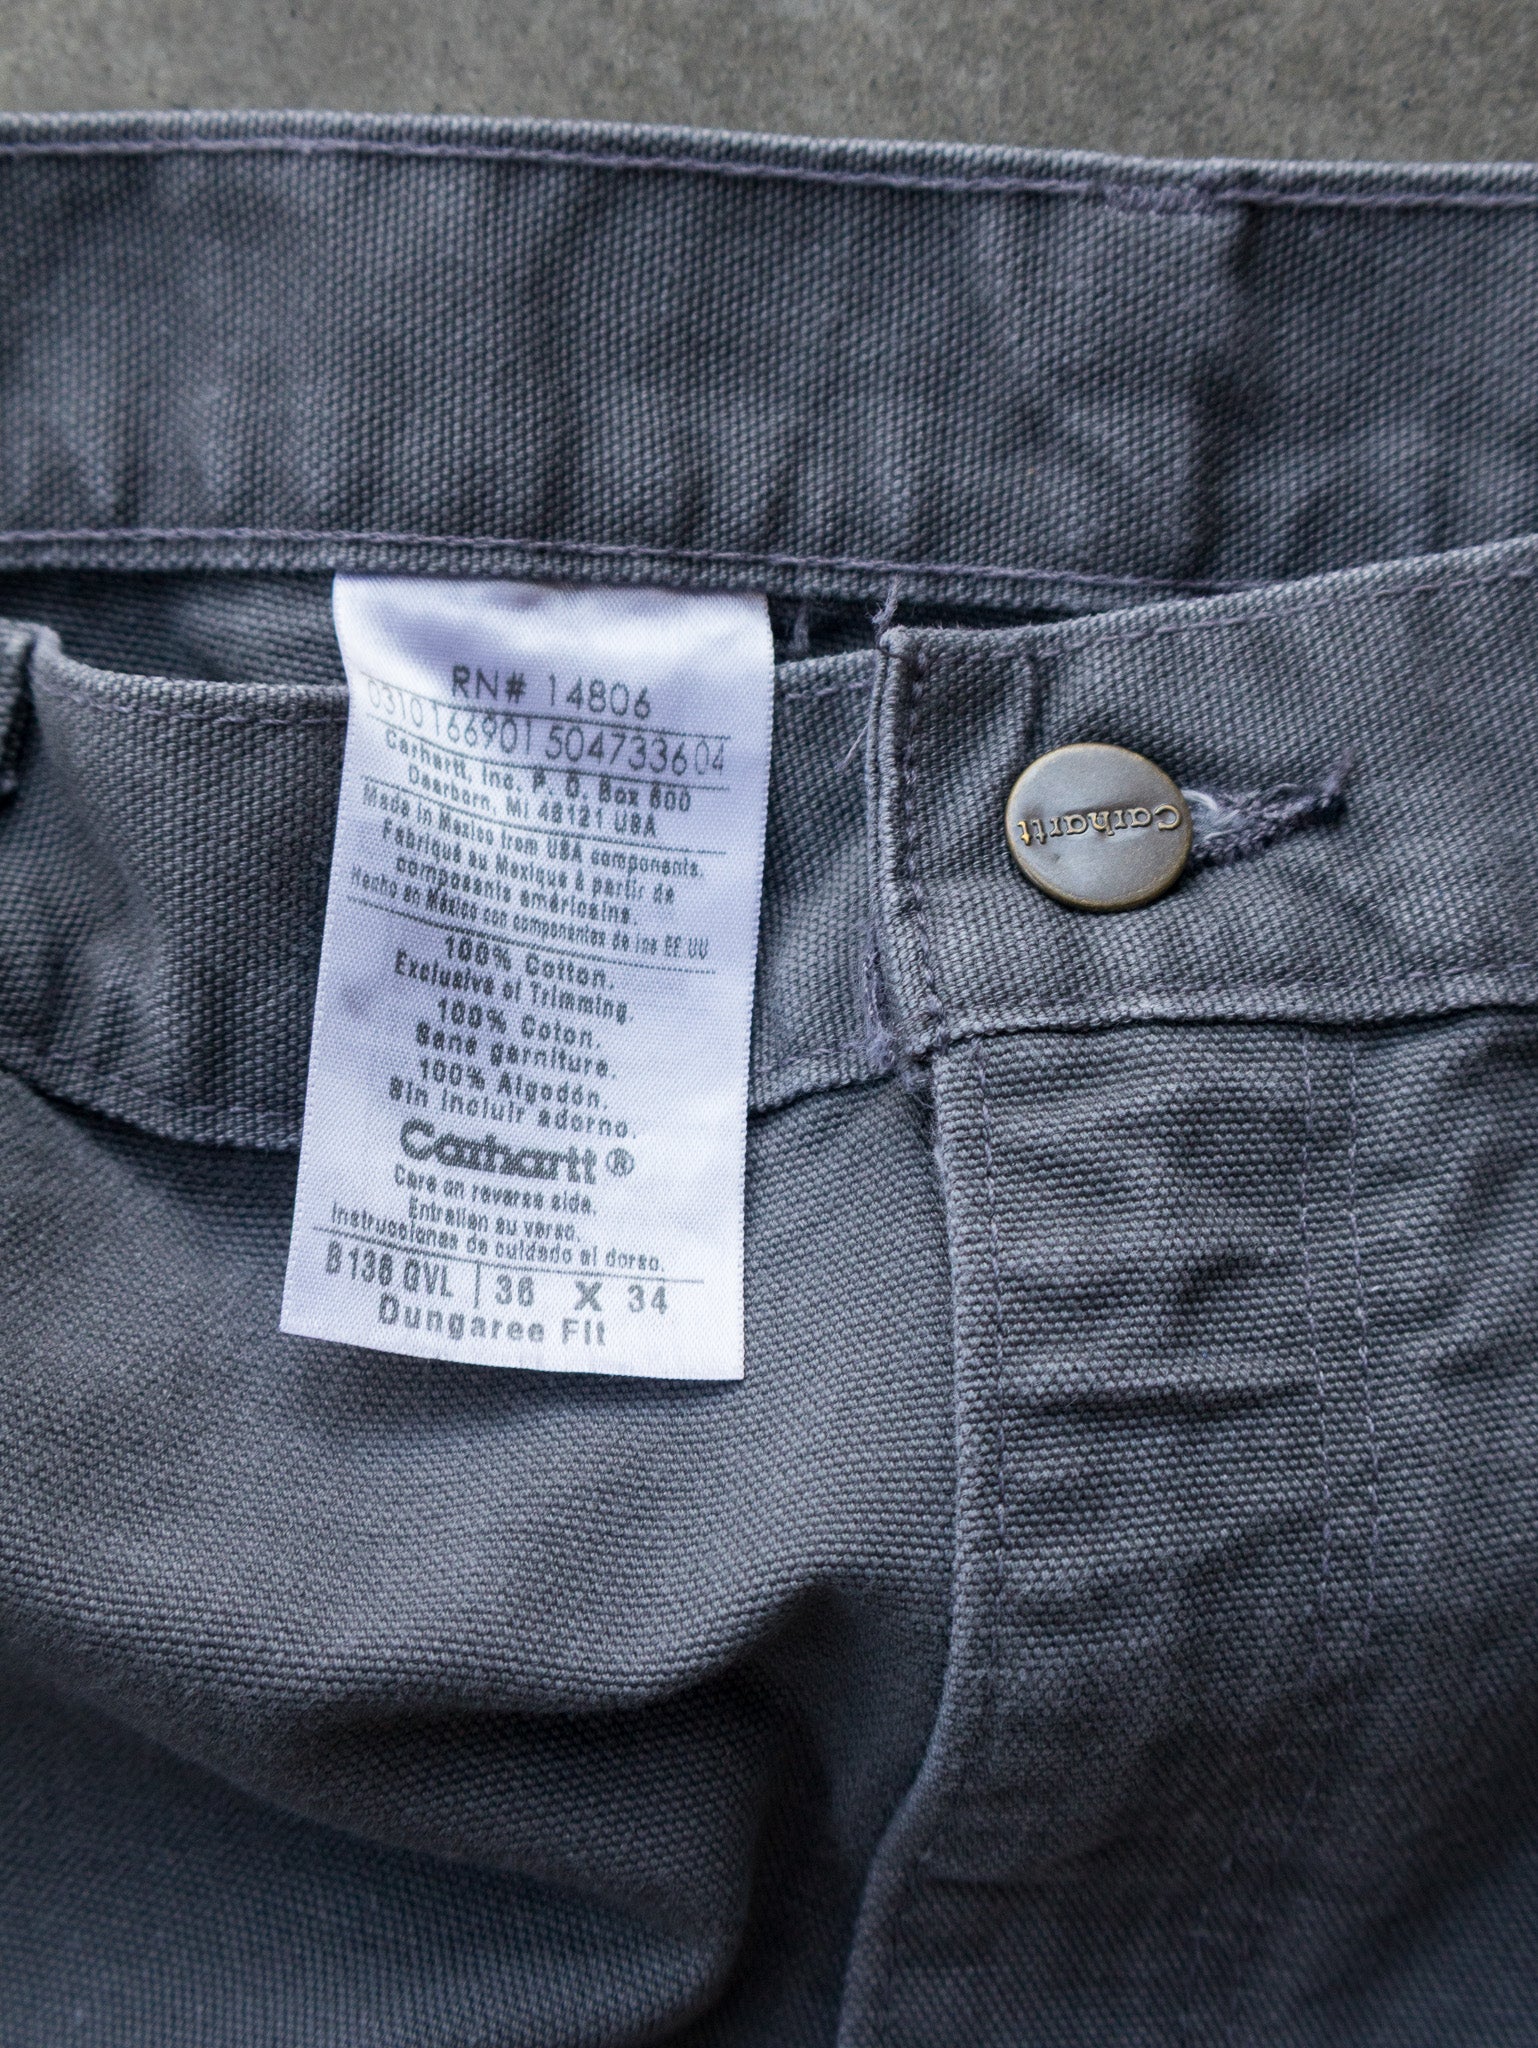 RN# 14806
0310166901504733604
Carhartt, Inc. P. O. Box 600
Dearborn, MI 48121 USA
Made in Mexico from USA components.
Fabriqué au Mexique à partir de
composants américains.
Hecho en México con componentes de los EE UU
100% Cotton.
Exclusive of Trimming.
100% Coton.
Sans garniture.
100% Algodón.
Sin incluir adorno.
Carhartt®
Care on reverse side.
Entretien au verso.
Instrucciones de cuidado al dorso.
B136 GVL 36 X 34
Dungaree Fit
Carhartt